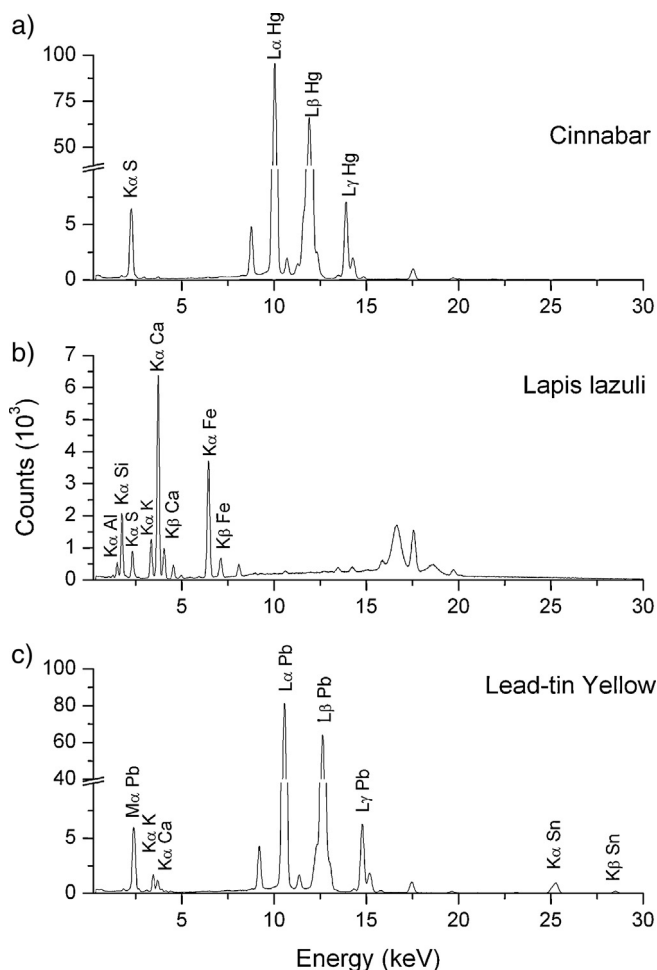 a)
Cinnabar
Kα S
Lα Hg
Lβ Hg
Lγ Hg
100
75
50
5
0
5 10 15 20 25 30
b)
Lapis lazuli
Kα Al
Kα Si
Kα S
Kα K
Kα Ca
Kβ Ca
Kα Fe
Kβ Fe
7
6
5
4
3
2
1
0
Counts (10³)
5 10 15 20 25 30
c)
Lead-tin Yellow
Mα Pb
Kα K
Kα Ca
Lα Pb
Lβ Pb
Lγ Pb
Kα Sn
Kβ Sn
100
80
60
40
5
0
5 10 15 20 25 30
Energy (keV)